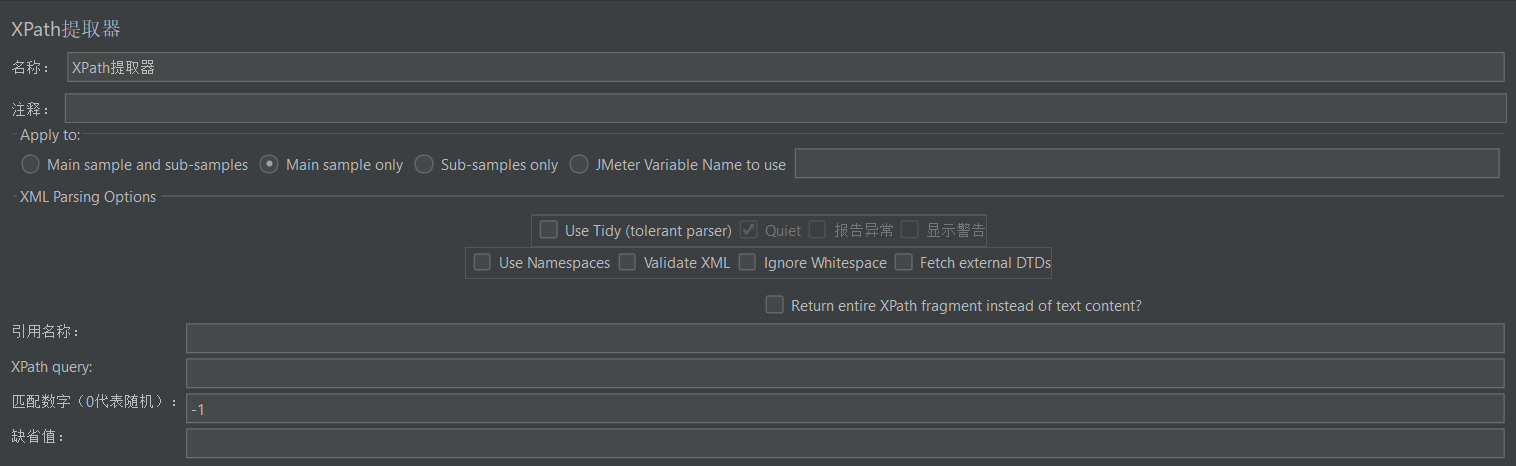 XPath提取器
名称： XPath提取器
注释：
Apply to:
Main sample and sub-samples Main sample only Sub-samples only JMeter Variable Name to use
XML Parsing Options
Use Tidy (tolerant parser) Quiet 报告异常 显示警告
Use Namespaces Validate XML Ignore Whitespace Fetch external DTDs
Return entire XPath fragment instead of text content?
引用名称：
XPath query:
匹配数字（0代表随机）： -1
缺省值：